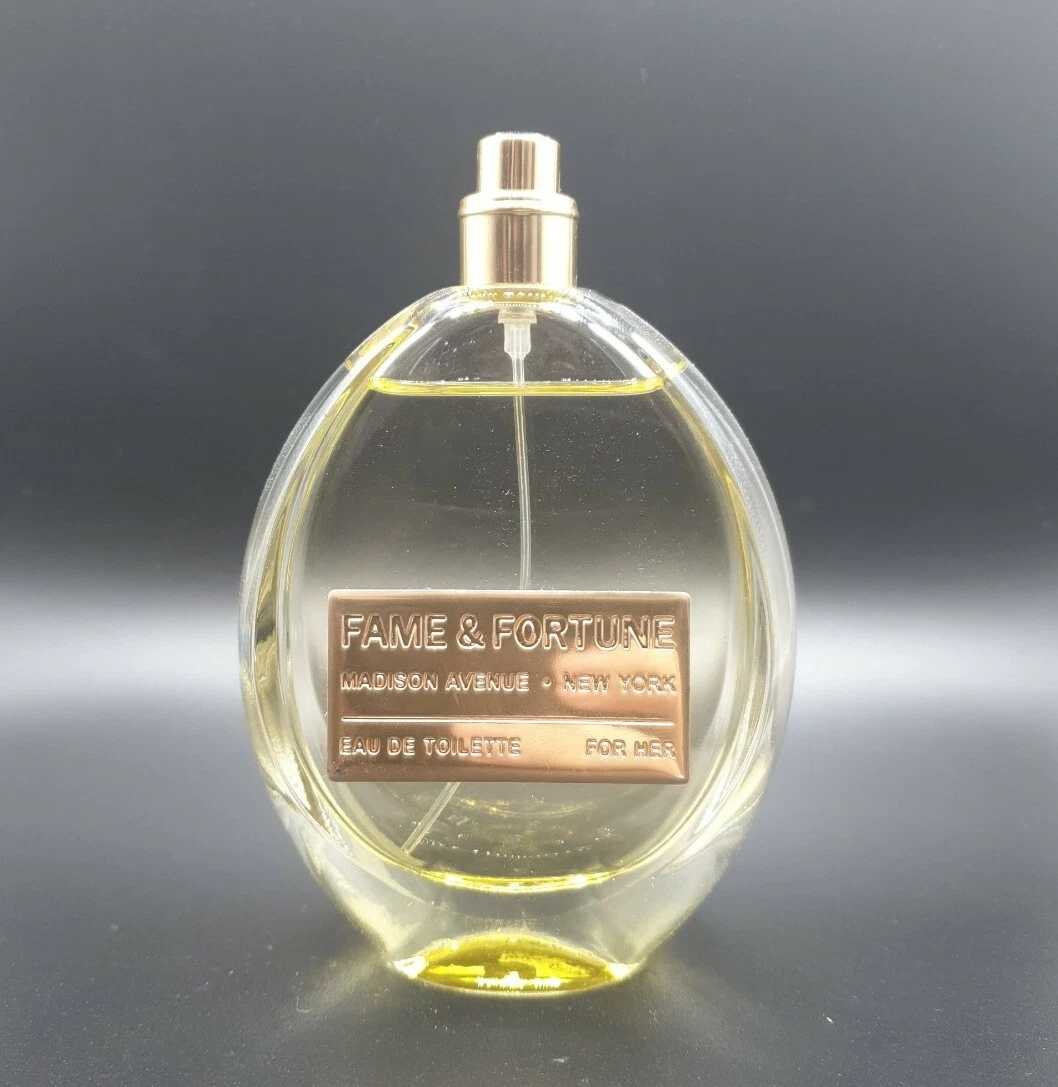 FAME & FORTUNE
MADISON AVENUE • NEW YORK
EAU DE TOILETTE FOR HER